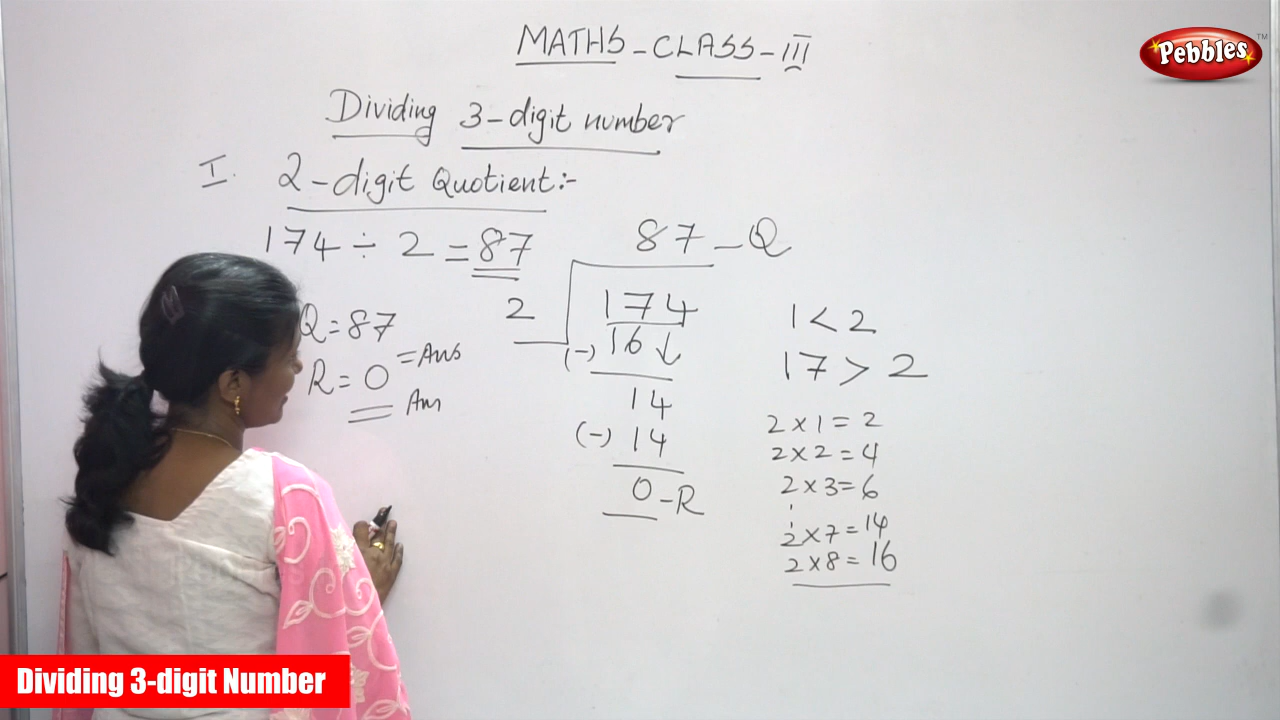 MATHS - CLASS - III
Pebbles™
Dividing 3-digit number
I. 2-digit Quotient:-
174 ÷ 2 = 87
Q = 87
R = 0 = Ans
Ans
87 - Q
2 174
(-) 16 ↓
14
(-) 14
0 - R
1 < 2
17 > 2
2 × 1 = 2
2 × 2 = 4
2 × 3 = 6
2 × 7 = 14
2 × 8 = 16
Dividing 3-digit Number